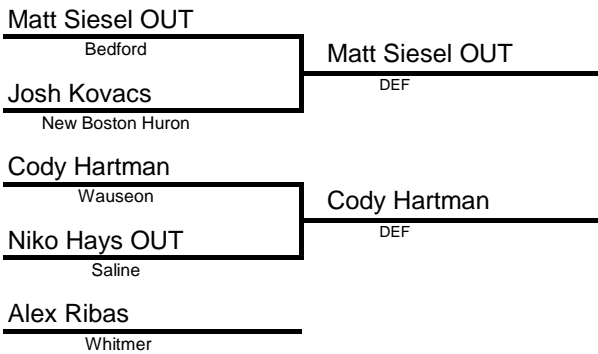 Matt Siesel OUT
Bedford
Matt Siesel OUT
DEF
Josh Kovacs
New Boston Huron
Cody Hartman
Wauseon
Cody Hartman
DEF
Niko Hays OUT
Saline
Alex Ribas
Whitmer